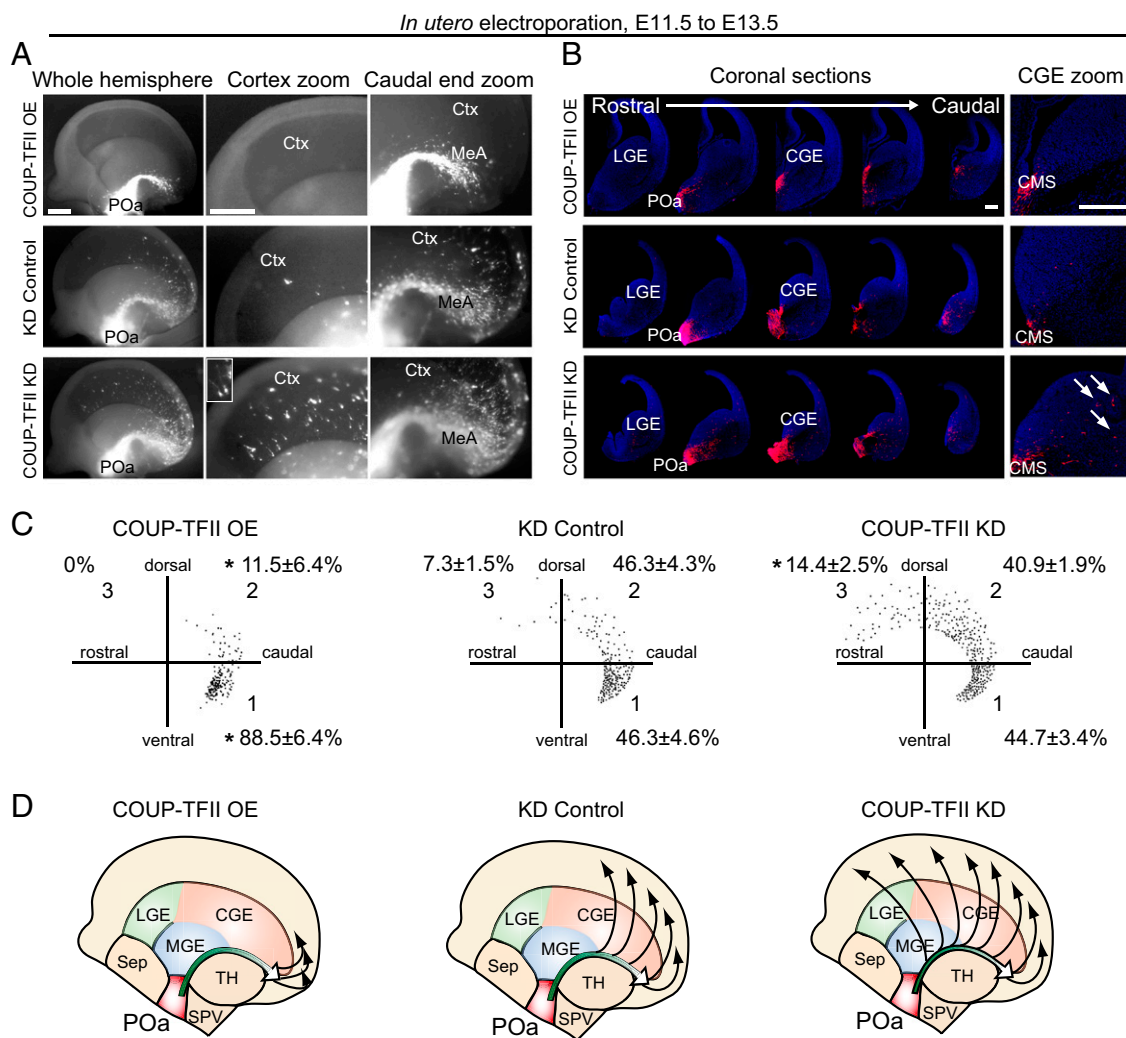 In utero electroporation, E11.5 to E13.5
A
B
Whole hemisphere
Cortex zoom
Caudal end zoom
Coronal sections
CGE zoom
COUP-TFII OE
POa
Ctx
Ctx
MeA
COUP-TFII OE
Rostral
Caudal
LGE
CGE
POa
CMS
KD Control
POa
Ctx
Ctx
MeA
KD Control
LGE
CGE
POa
CMS
COUP-TFII KD
POa
Ctx
Ctx
MeA
COUP-TFII KD
LGE
CGE
POa
CMS
C
COUP-TFII OE
0%
dorsal
* 11.5±6.4%
3
2
rostral
caudal
1
ventral
* 88.5±6.4%
KD Control
7.3±1.5%
dorsal
46.3±4.3%
3
2
rostral
caudal
1
ventral
46.3±4.6%
COUP-TFII KD
* 14.4±2.5%
dorsal
40.9±1.9%
3
2
rostral
caudal
1
ventral
44.7±3.4%
D
COUP-TFII OE
LGE
CGE
MGE
Sep
TH
SPV
POa
KD Control
LGE
CGE
MGE
Sep
TH
SPV
POa
COUP-TFII KD
LGE
CGE
MGE
Sep
TH
SPV
POa